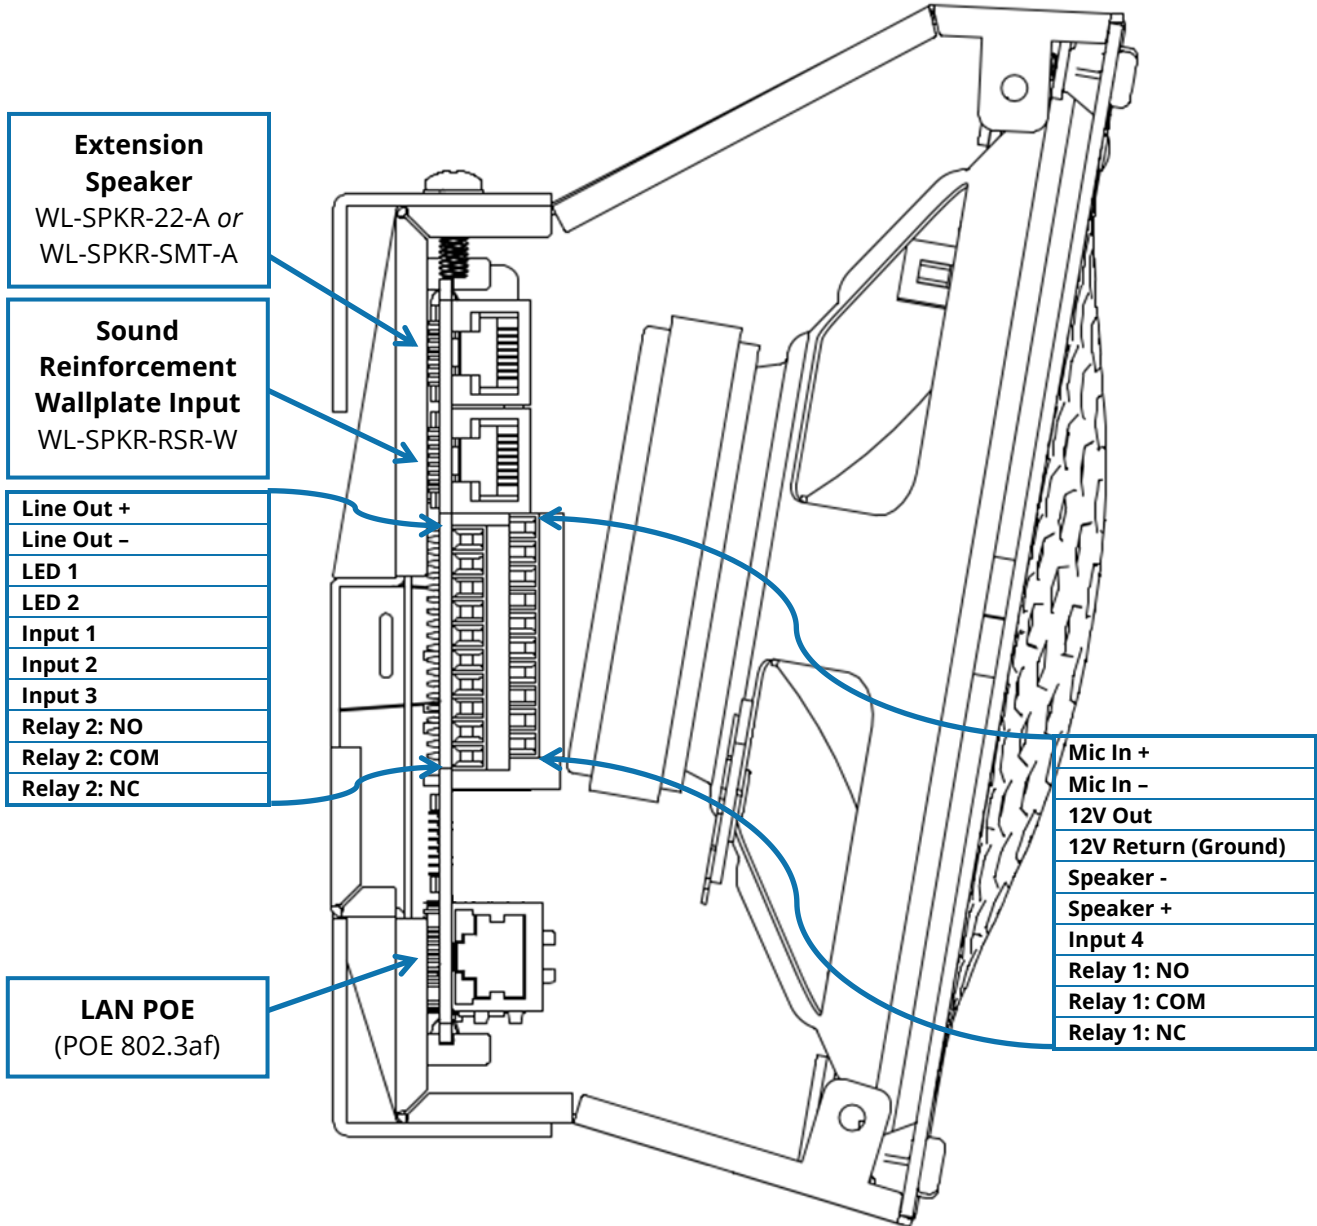 Extension
Speaker
WL-SPKR-22-A or
WL-SPKR-SMT-A
Sound
Reinforcement
Wallplate Input
WL-SPKR-RSR-W
Line Out +
Line Out –
LED 1
LED 2
Input 1
Input 2
Input 3
Relay 2: NO
Relay 2: COM
Relay 2: NC
LAN POE
(POE 802.3af)
Mic In +
Mic In –
12V Out
12V Return (Ground)
Speaker -
Speaker +
Input 4
Relay 1: NO
Relay 1: COM
Relay 1: NC